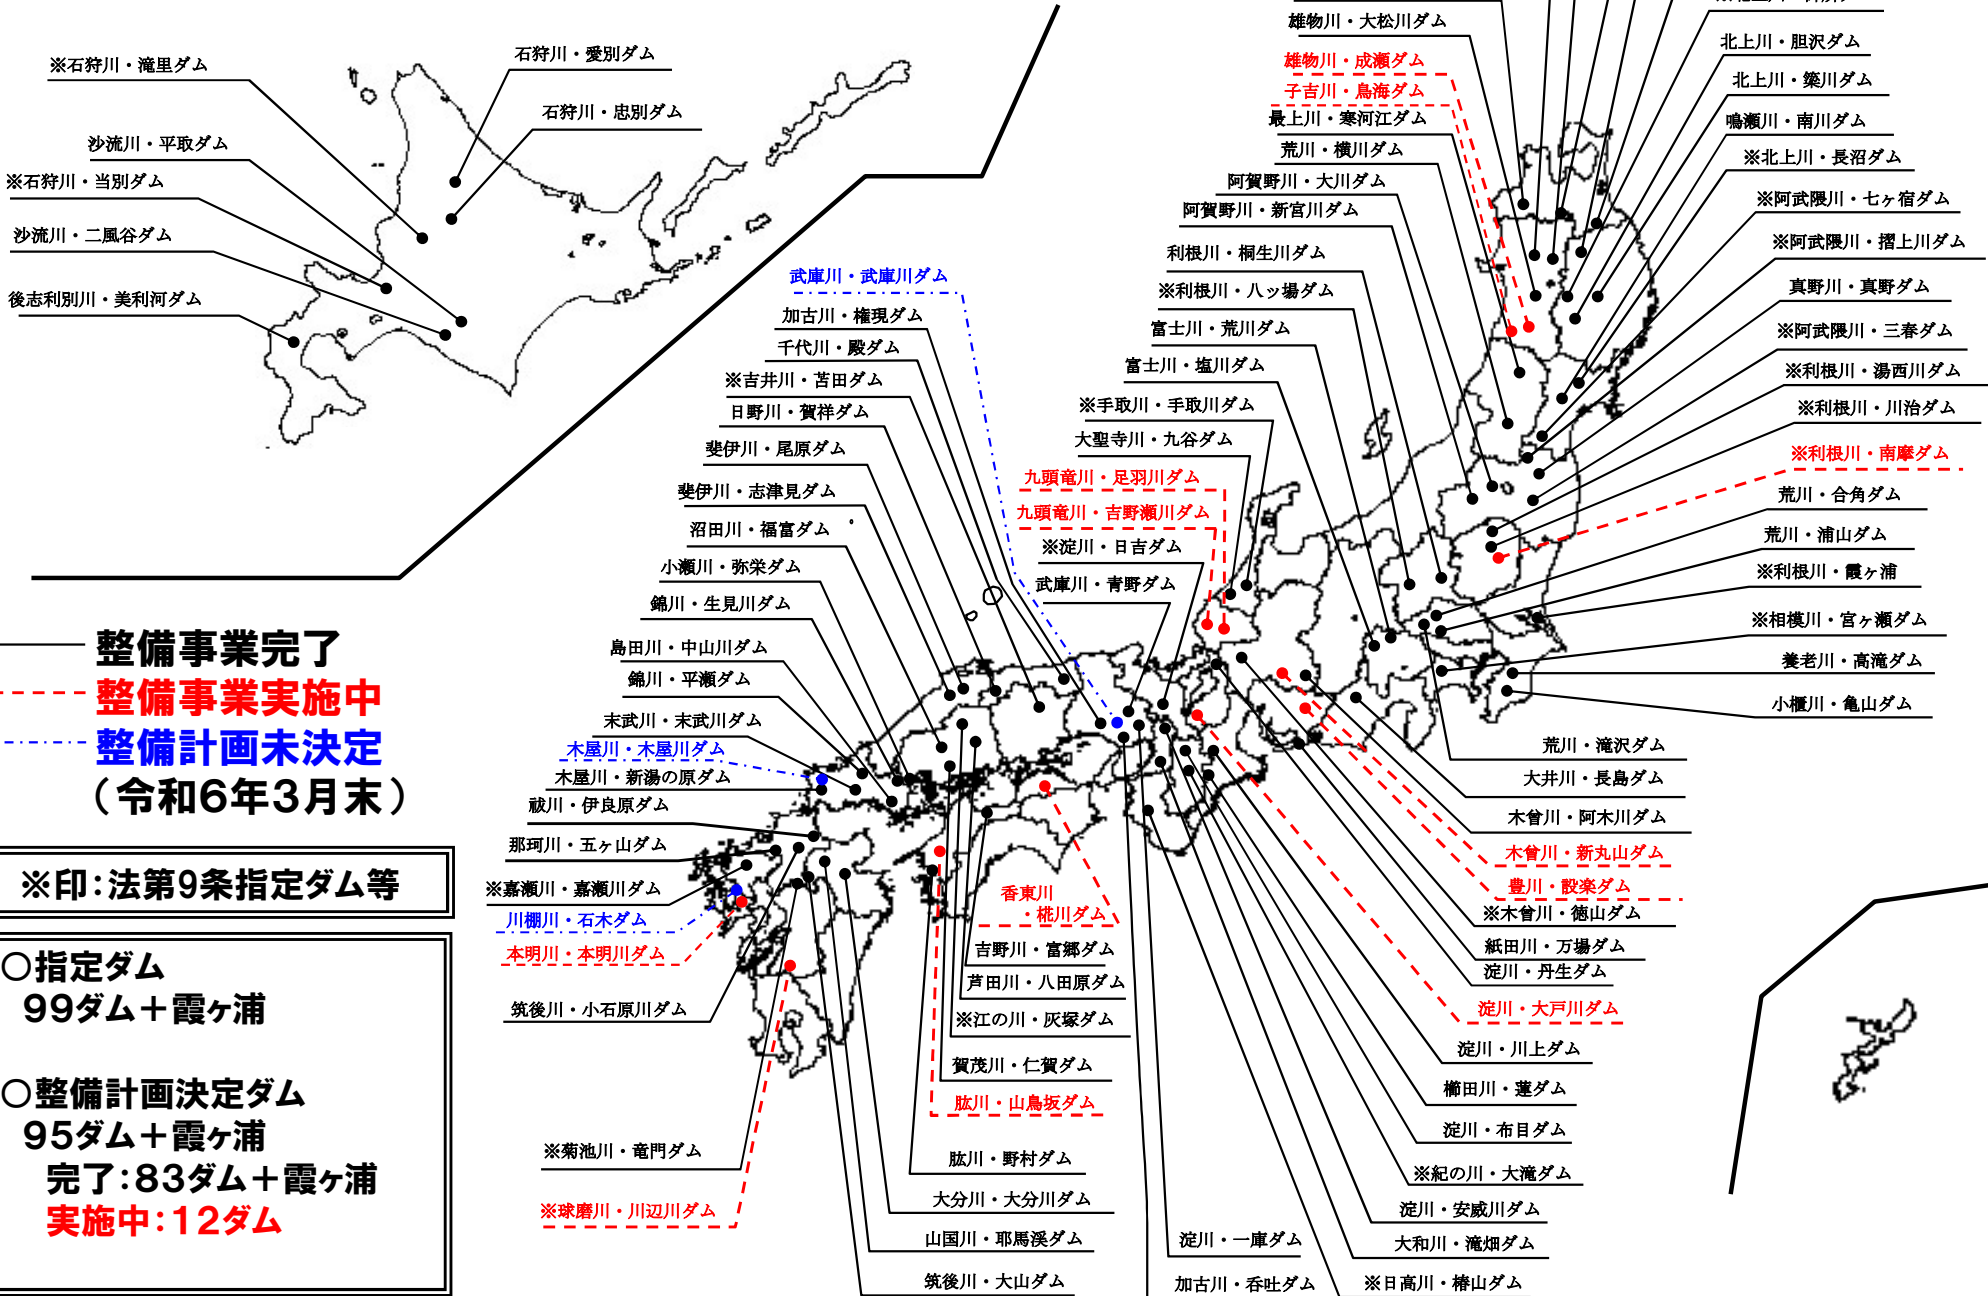 ※石狩川・滝里ダム
石狩川・愛別ダム
石狩川・忠別ダム
沙流川・平取ダム
※石狩川・当別ダム
沙流川・二風谷ダム
後志利別川・美利河ダム
雄物川・大松川ダム
雄物川・成瀬ダム
子吉川・鳥海ダム
最上川・寒河江ダム
荒川・横川ダム
阿賀野川・大川ダム
阿賀野川・新宮川ダム
利根川・桐生川ダム
※利根川・八ッ場ダム
富士川・荒川ダム
富士川・塩川ダム
※手取川・手取川ダム
大聖寺川・九谷ダム
九頭竜川・足羽川ダム
九頭竜川・吉野瀬川ダム
※淀川・日吉ダム
武庫川・青野ダム
北上川・胆沢ダム
北上川・簗川ダム
鳴瀬川・南川ダム
※北上川・長沼ダム
※阿武隈川・七ヶ宿ダム
※阿武隈川・摺上川ダム
真野川・真野ダム
※阿武隈川・三春ダム
※利根川・湯西川ダム
※利根川・川治ダム
※利根川・南摩ダム
荒川・合角ダム
荒川・浦山ダム
※利根川・霞ヶ浦
※相模川・宮ヶ瀬ダム
養老川・高滝ダム
小櫃川・亀山ダム
荒川・滝沢ダム
大井川・長島ダム
木曾川・阿木川ダム
木曾川・新丸山ダム
豊川・設楽ダム
※木曾川・徳山ダム
紙田川・万場ダム
淀川・丹生ダム
淀川・大戸川ダム
淀川・川上ダム
櫛田川・蓮ダム
淀川・布目ダム
※紀の川・大滝ダム
淀川・安威川ダム
大和川・滝畑ダム
※日高川・椿山ダム
淀川・一庫ダム
加古川・呑吐ダム
武庫川・武庫川ダム
加古川・権現ダム
千代川・殿ダム
※吉井川・苫田ダム
日野川・賀祥ダム
斐伊川・尾原ダム
斐伊川・志津見ダム
沼田川・福富ダム
小瀬川・弥栄ダム
錦川・生見川ダム
島田川・中山川ダム
錦川・平瀬ダム
末武川・末武川ダム
木屋川・木屋川ダム
木屋川・新湯の原ダム
祓川・伊良原ダム
那珂川・五ヶ山ダム
※嘉瀬川・嘉瀬川ダム
川棚川・石木ダム
本明川・本明川ダム
筑後川・小石原川ダム
※菊池川・竜門ダム
※球磨川・川辺川ダム
香東川
・椛川ダム
吉野川・富郷ダム
芦田川・八田原ダム
※江の川・灰塚ダム
賀茂川・仁賀ダム
肱川・山鳥坂ダム
肱川・野村ダム
大分川・大分川ダム
山国川・耶馬溪ダム
筑後川・大山ダム
整備事業完了
整備事業実施中
整備計画未決定
（令和6年3月末）
※印：法第9条指定ダム等
○指定ダム
99ダム＋霞ヶ浦
○整備計画決定ダム
95ダム＋霞ヶ浦
完了：83ダム＋霞ヶ浦
実施中：12ダム